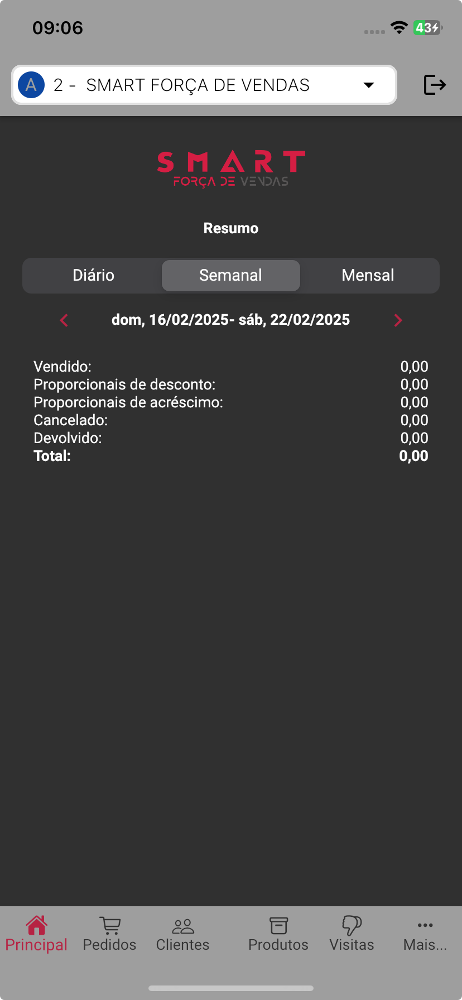 09:06
43
A 2 - SMART FORÇA DE VENDAS
SMART
FORÇA DE VENDAS
Resumo
Diário Semanal Mensal
dom, 16/02/2025- sáb, 22/02/2025
Vendido: 0,00
Proporcionais de desconto: 0,00
Proporcionais de acréscimo: 0,00
Cancelado: 0,00
Devolvido: 0,00
Total: 0,00
Principal Pedidos Clientes Produtos Visitas Mais...